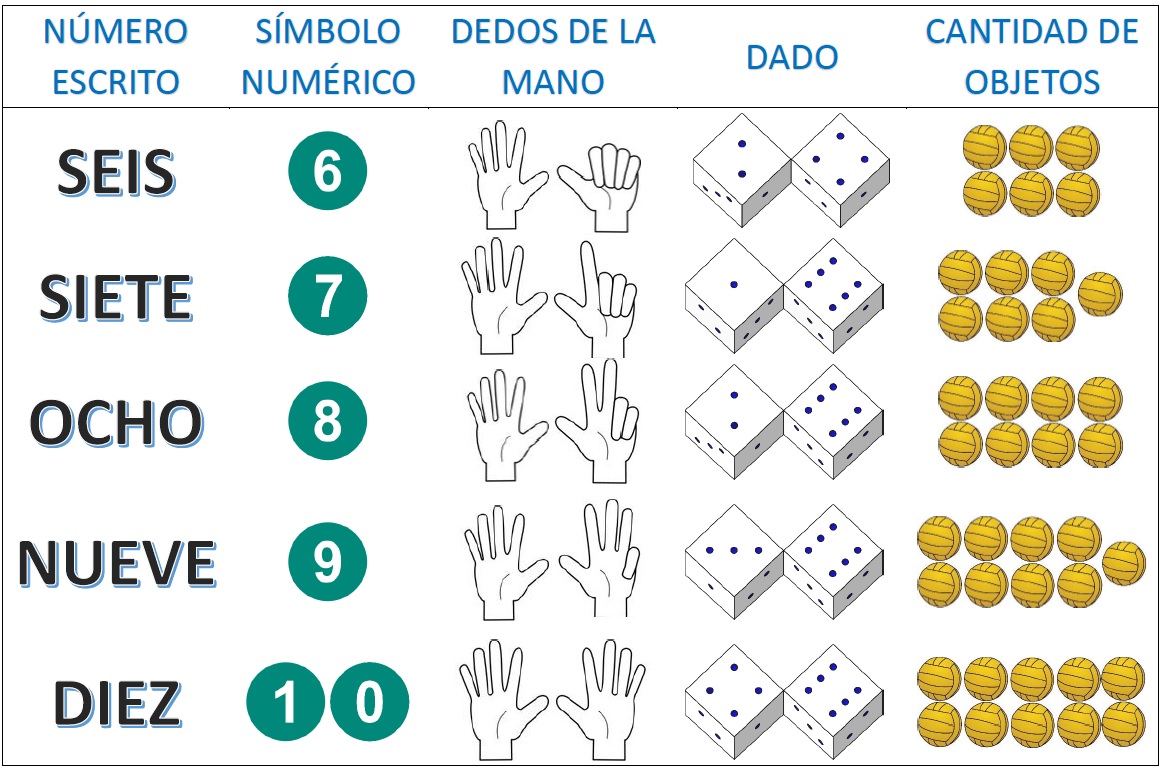 NÚMERO
ESCRITO
SÍMBOLO
NUMÉRICO
DEDOS DE LA
MANO
DADO
CANTIDAD DE
OBJETOS
SEIS
6
SIETE
7
OCHO
8
NUEVE
9
DIEZ
1 0